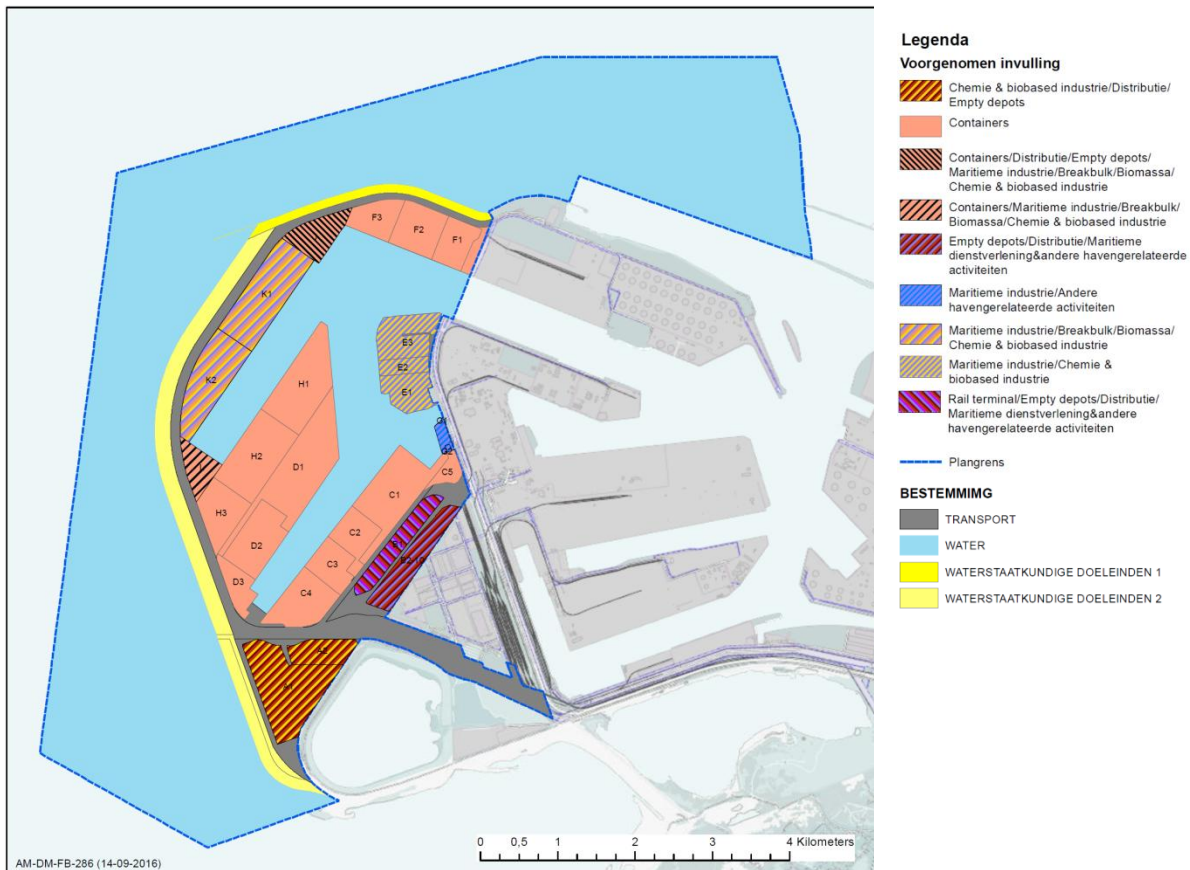 F3
F2
F1
K1
E3
E2
H1
K2
E1
G1
G2
H2
D1
C5
C1
H3
C2
D2
B1
C3
D3
C4
A2
A1
0 0,5 1 2 3 4 Kilometers
AM-DM-FB-286 (14-09-2016)
Legenda
Voorgenomen invulling
Chemie & biobased industrie/Distributie/
Empty depots
Containers
Containers/Distributie/Empty depots/
Maritieme industrie/Breakbulk/Biomassa/
Chemie & biobased industrie
Containers/Maritieme industrie/Breakbulk/
Biomassa/Chemie & biobased industrie
Empty depots/Distributie/Maritieme
dienstverlening&andere havengerelateerde
activiteiten
Maritieme industrie/Andere
havengerelateerde activiteiten
Maritieme industrie/Breakbulk/Biomassa/
Chemie & biobased industrie
Maritieme industrie/Chemie &
biobased industrie
Rail terminal/Empty depots/Distributie/
Maritieme dienstverlening&andere
havengerelateerde activiteiten
Plangrens
BESTEMMIMG
TRANSPORT
WATER
WATERSTAATKUNDIGE DOELEINDEN 1
WATERSTAATKUNDIGE DOELEINDEN 2